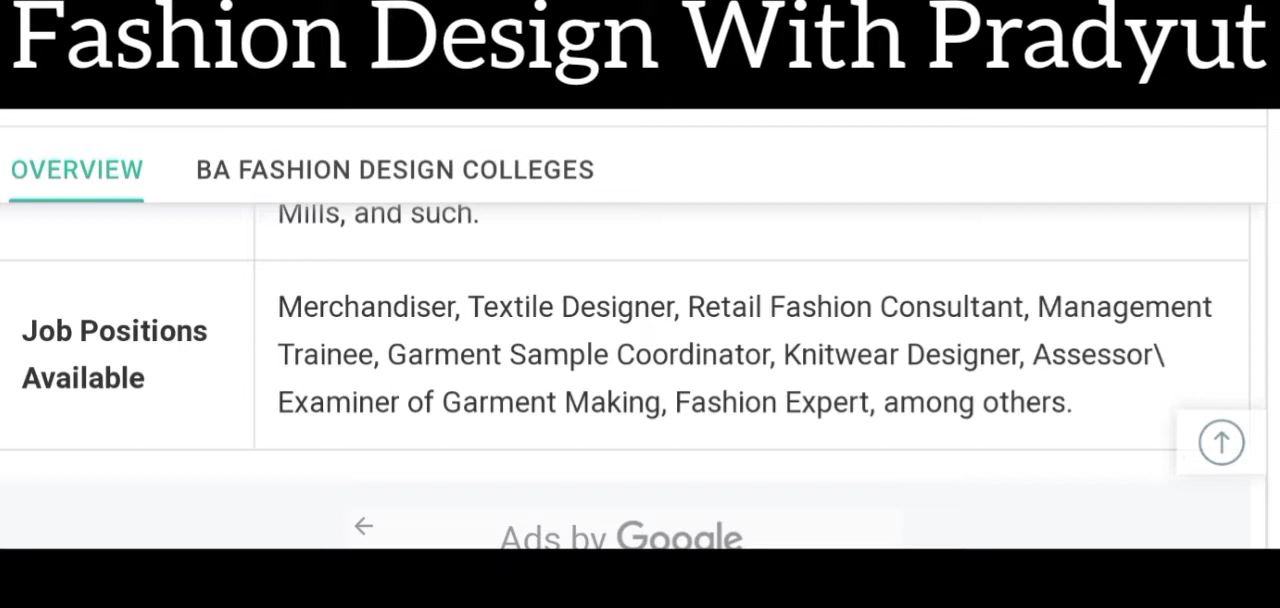 Fashion Design With Pradyut
OVERVIEW BA FASHION DESIGN COLLEGES
Mills, and such.
Job Positions Available
Merchandiser, Textile Designer, Retail Fashion Consultant, Management
Trainee, Garment Sample Coordinator, Knitwear Designer, Assessor\
Examiner of Garment Making, Fashion Expert, among others.
Ads by Google